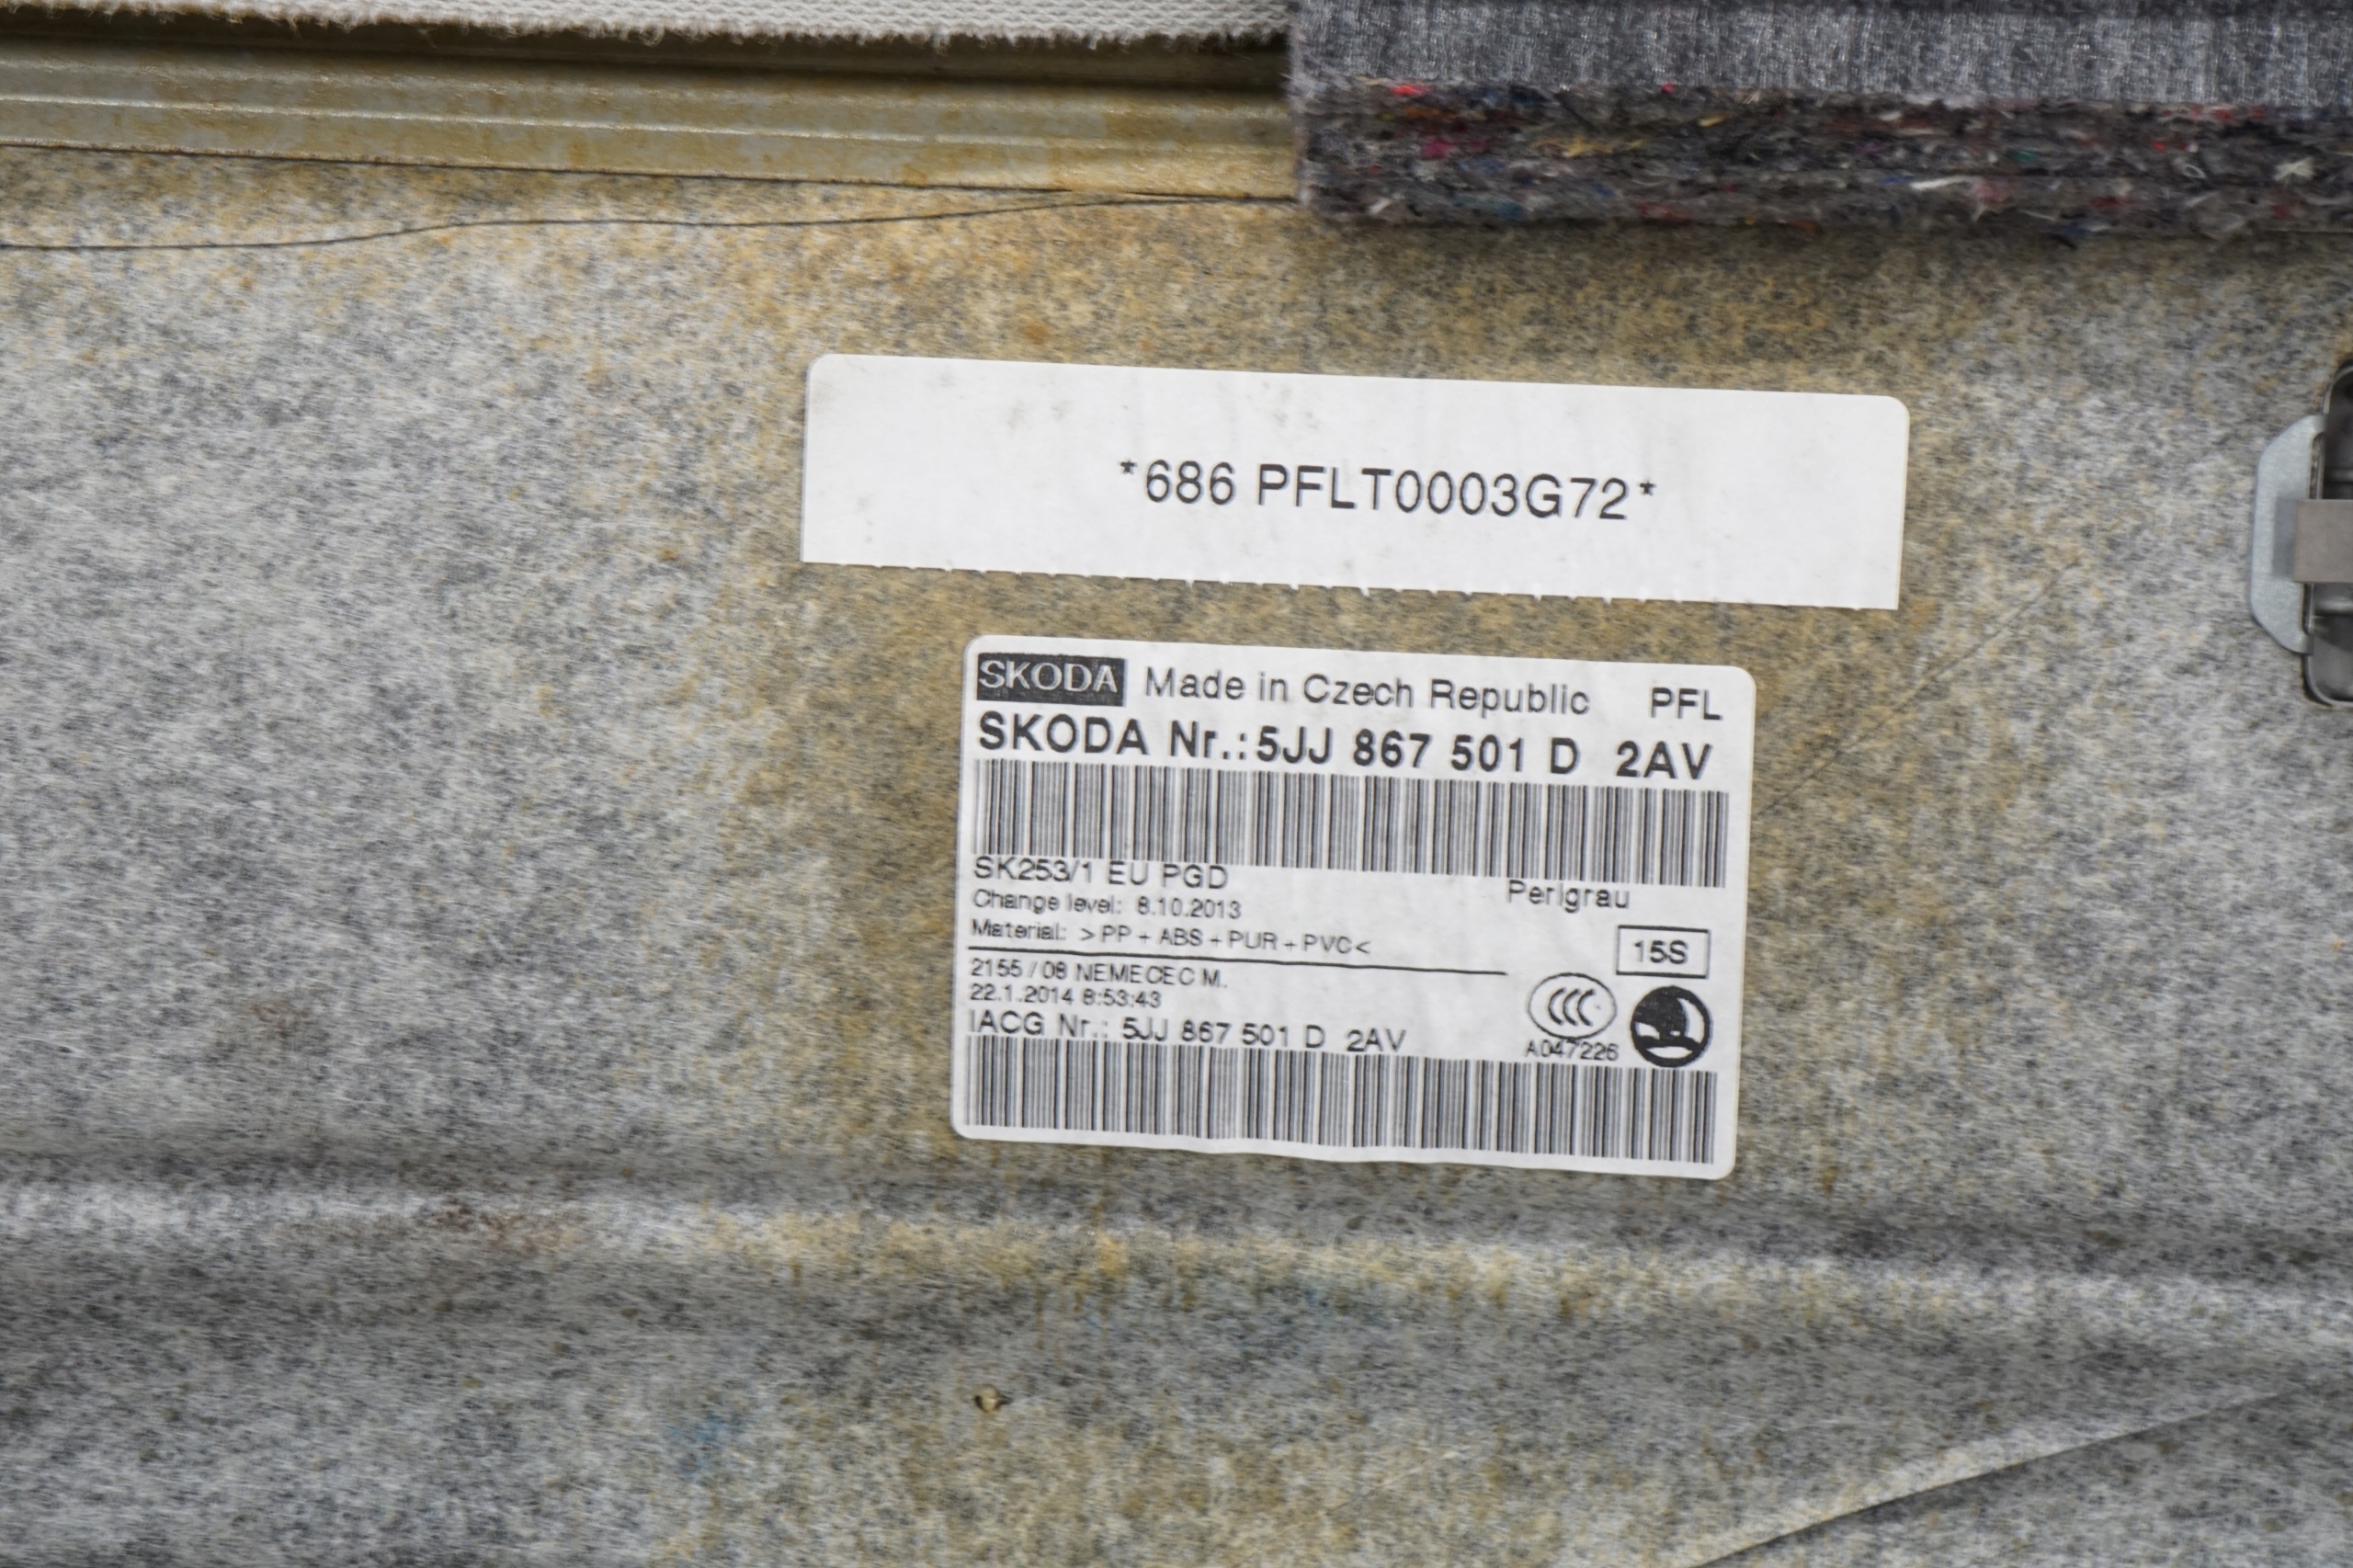 *686 PFLT0003G72*
SKODA Made in Czech Republic PFL
SKODA Nr.: 5JJ 867 501 D 2AV
SK253/1 EU PGD Perlgrau
Change level: 8.10.2013
Material: >PP + ABS + PUR + PVC<
15S
2155 / 08 NEMECEC M.
22.1.2014 8:53:43
CCC
IACG Nr.: 5JJ 867 501 D 2AV
A047226